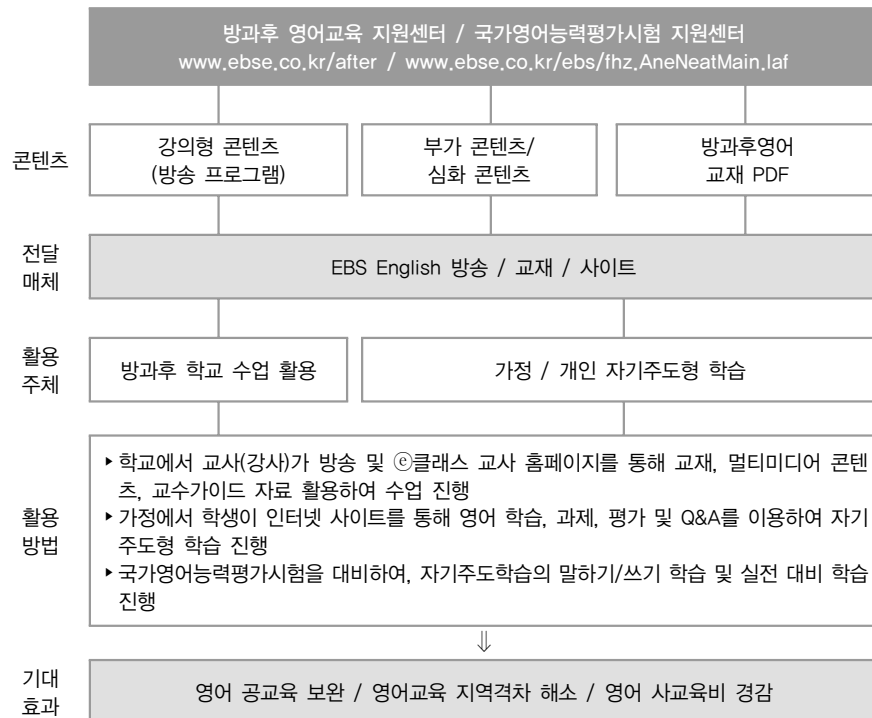 방과후 영어교육 지원센터 / 국가영어능력평가시험 지원센터
www.ebse.co.kr/after / www.ebse.co.kr/ebs/fhz.AneNeatMain.laf
콘텐츠
강의형 콘텐츠
(방송 프로그램)
부가 콘텐츠/
심화 콘텐츠
방과후영어
교재 PDF
전달
매체
EBS English 방송 / 교재 / 사이트
활용
주체
방과후 학교 수업 활용
가정 / 개인 자기주도형 학습
활용
방법
▸학교에서 교사(강사)가 방송 및 ⓔ클래스 교사 홈페이지를 통해 교재, 멀티미디어 콘텐
츠, 교수가이드 자료 활용하여 수업 진행
▸가정에서 학생이 인터넷 사이트를 통해 영어 학습, 과제, 평가 및 Q&A를 이용하여 자기
주도형 학습 진행
▸국가영어능력평가시험을 대비하여, 자기주도학습의 말하기/쓰기 학습 및 실전 대비 학습
진행
⇓
기대
효과
영어 공교육 보완 / 영어교육 지역격차 해소 / 영어 사교육비 경감